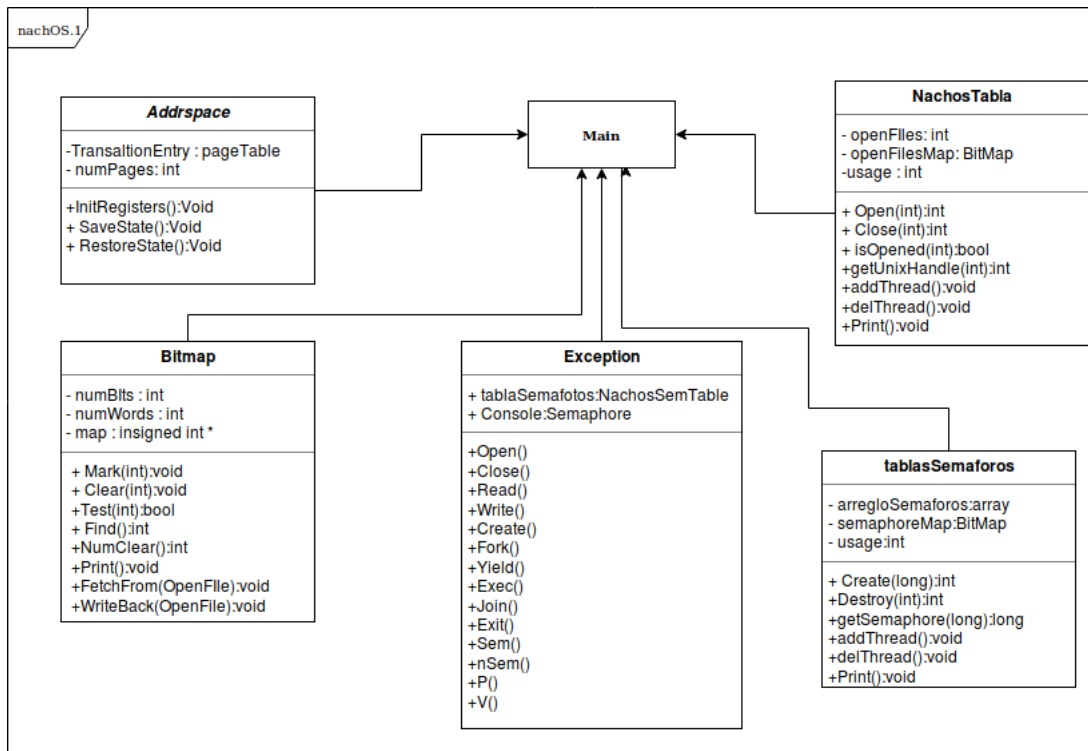 nachOS.1
Addrspace
-TransaltionEntry : pageTable
- numPages: int
+InitRegisters():Void
+ SaveState():Void
+ RestoreState():Void
Main
NachosTabla
- openFIles: int
- openFilesMap: BitMap
-usage : int
+ Open(int):int
+ Close(int):int
+ isOpened(int):bool
+getUnixHandle(int):int
+addThread():void
+delThread():void
+Print():void
Bitmap
- numBIts : int
- numWords : int
- map : insigned int *
+ Mark(int):void
+ Clear(int):void
+Test(int):bool
+ Find():int
+NumClear():int
+Print():void
+FetchFrom(OpenFIle):void
+WriteBack(OpenFile):void
Exception
+ tablaSemafotos:NachosSemTable
+ Console:Semaphore
+Open()
+Close()
+Read()
+Write()
+Create()
+Fork()
+Yield()
+Exec()
+Join()
+Exit()
+Sem()
+nSem()
+P()
+V()
tablasSemaforos
- arregloSemaforos:array
- semaphoreMap:BitMap
- usage:int
+ Create(long):int
+Destroy(int):int
+getSemaphore(long):long
+addThread():void
+delThread():void
+Print():void